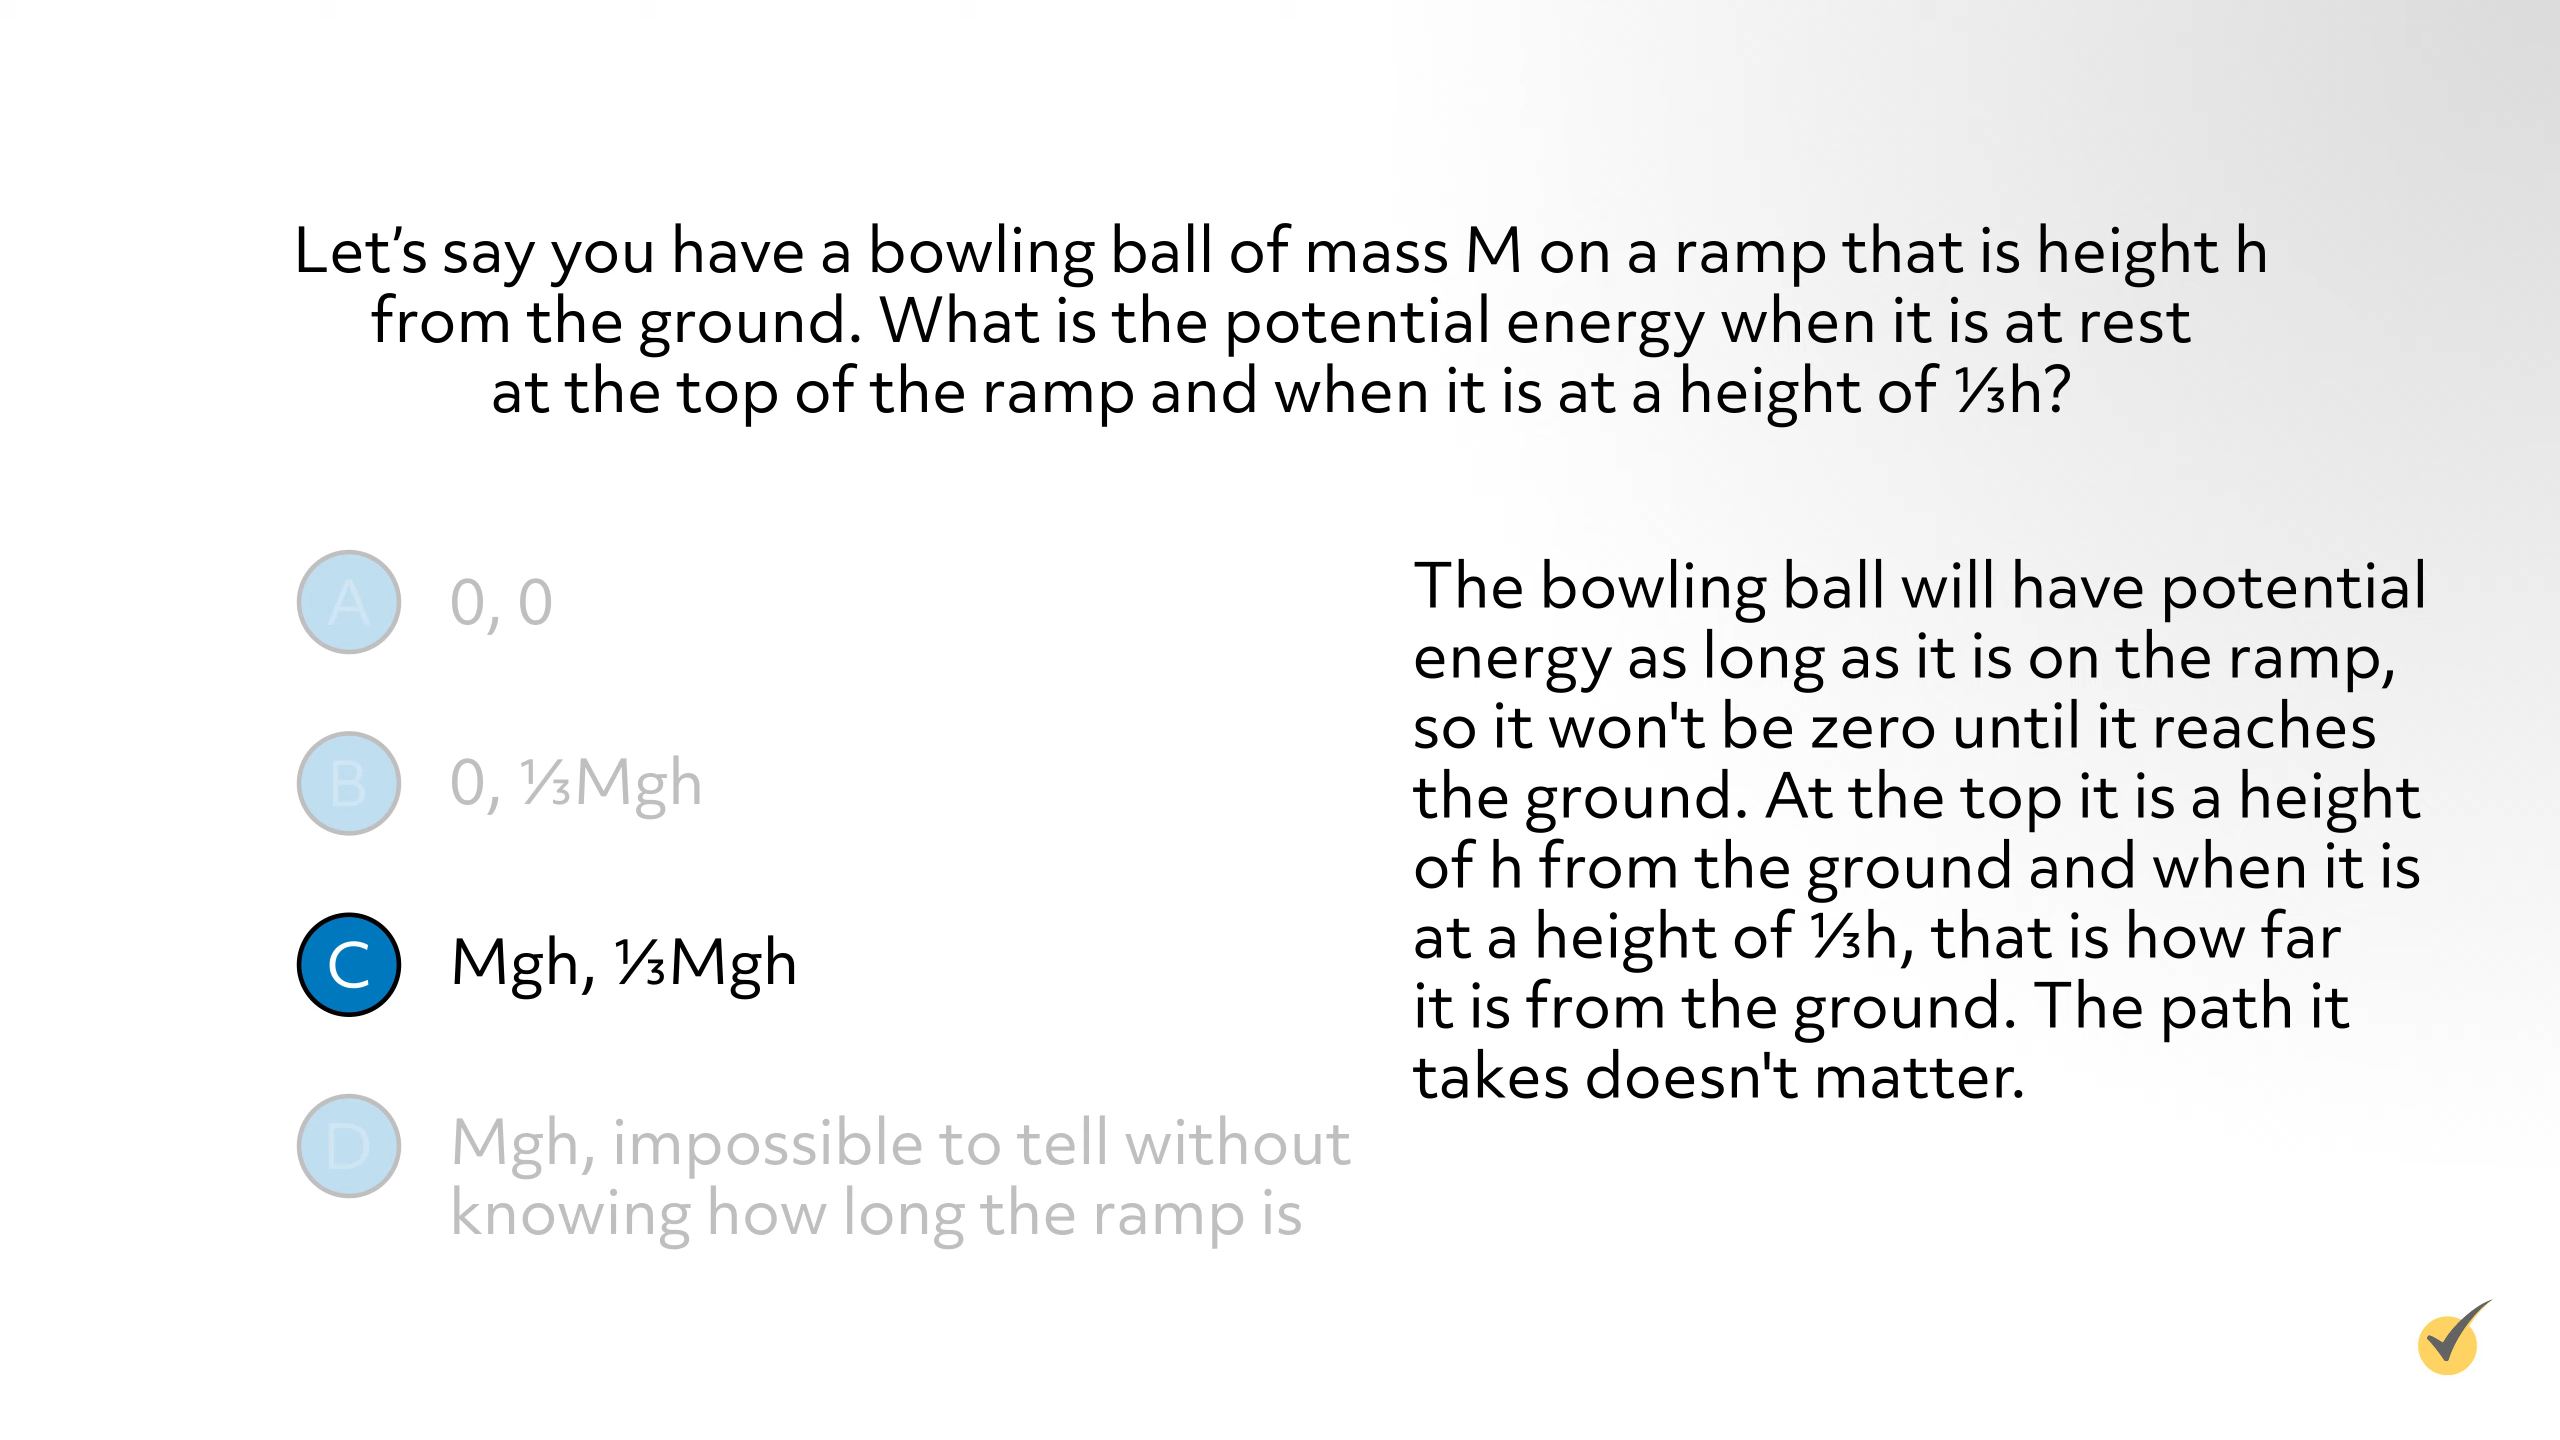 Let’s say you have a bowling ball of mass M on a ramp that is height h
from the ground. What is the potential energy when it is at rest
at the top of the ramp and when it is at a height of ⅓h?
A 0, 0
B 0, ⅓Mgh
C Mgh, ⅓Mgh
D Mgh, impossible to tell without
knowing how long the ramp is
The bowling ball will have potential
energy as long as it is on the ramp,
so it won't be zero until it reaches
the ground. At the top it is a height
of h from the ground and when it is
at a height of ⅓h, that is how far
it is from the ground. The path it
takes doesn't matter.